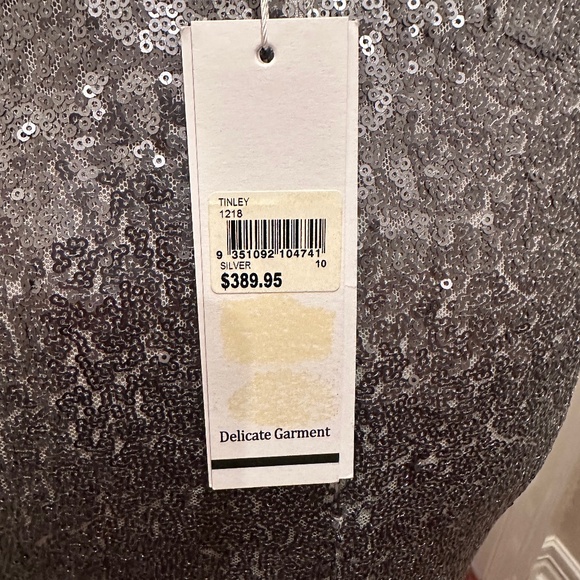 TINLEY
1218
9 351092 104741
SILVER 10
$389.95
Delicate Garment